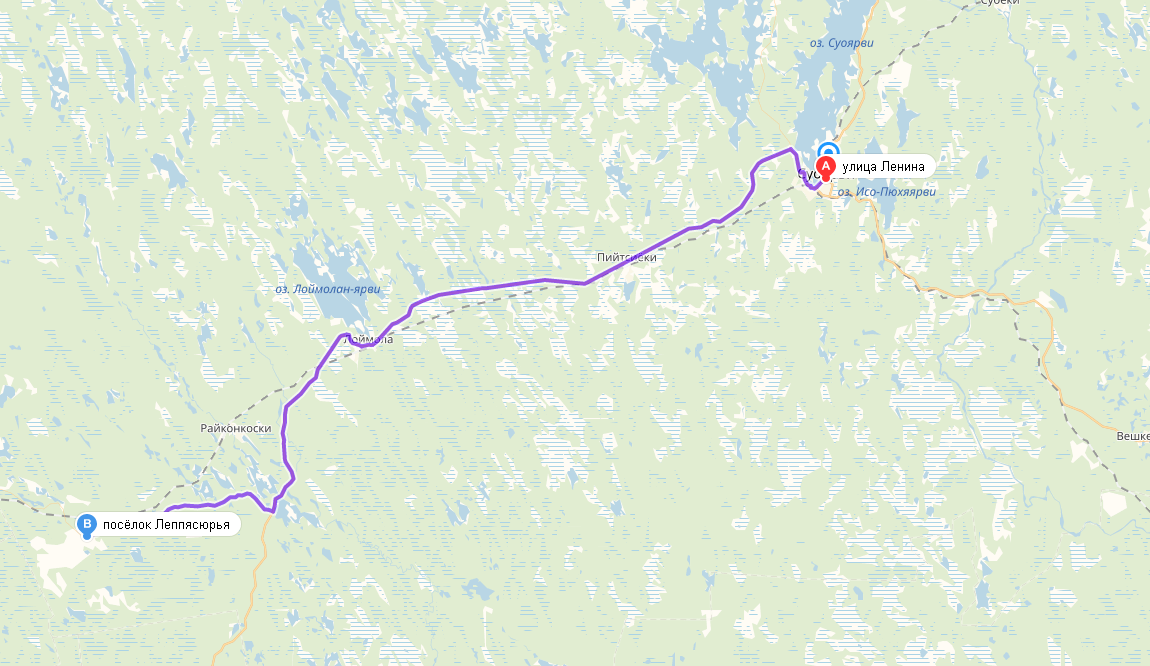 Суоеки
оз. Суоярви
улица Ленина
оз. Исо-Пюхяярви
Пийтсиеки
оз. Лоймолан-ярви
Лоймола
Райконкоски
Вешке
посёлок Леппясюрья
A
B